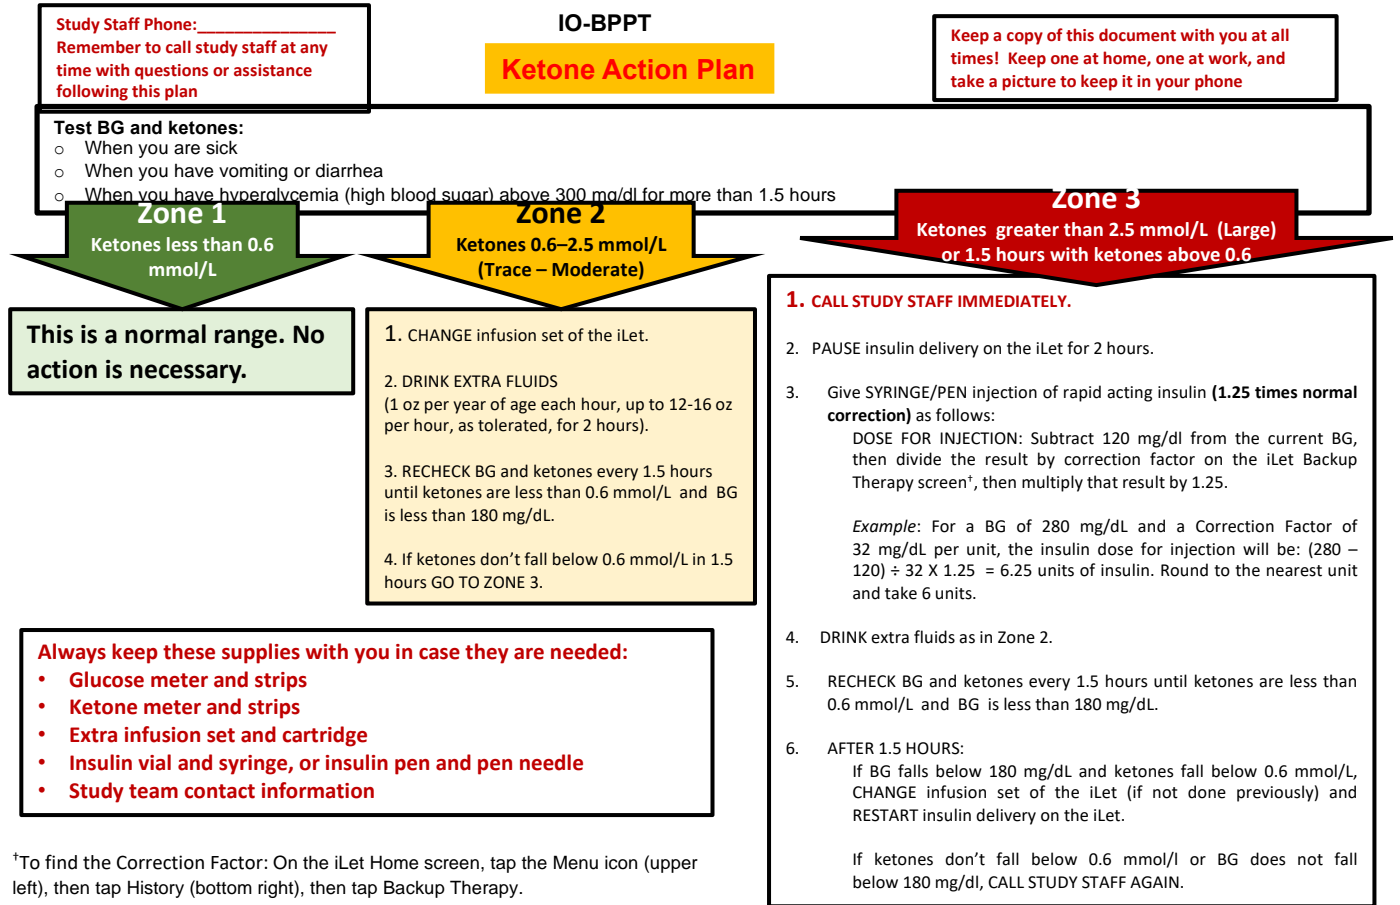 Study Staff Phone:_______________
Remember to call study staff at any
time with questions or assistance
following this plan
IO-BPPT
Ketone Action Plan
Keep a copy of this document with you at all
times!  Keep one at home, one at work, and
take a picture to keep it in your phone
Test BG and ketones:
o When you are sick
o When you have vomiting or diarrhea
o When you have hyperglycemia (high blood sugar) above 300 mg/dl for more than 1.5 hours
Zone 1
Ketones less than 0.6
mmol/L
This is a normal range. No
action is necessary.
Zone 2
Ketones 0.6–2.5 mmol/L
(Trace – Moderate)
1. CHANGE infusion set of the iLet.
2. DRINK EXTRA FLUIDS
(1 oz per year of age each hour, up to 12-16 oz
per hour, as tolerated, for 2 hours).
3. RECHECK BG and ketones every 1.5 hours
until ketones are less than 0.6 mmol/L  and  BG
is less than 180 mg/dL.
4. If ketones don't fall below 0.6 mmol/L in 1.5
hours GO TO ZONE 3.
Zone 3
Ketones  greater than 2.5 mmol/L  (Large)
or 1.5 hours with ketones above 0.6
1. CALL STUDY STAFF IMMEDIATELY.
2. PAUSE insulin delivery on the iLet for 2 hours.
3. Give SYRINGE/PEN injection of rapid acting insulin (1.25 times normal
correction) as follows:
DOSE FOR INJECTION: Subtract 120 mg/dl from the current BG,
then divide the result by correction factor on the iLet Backup
Therapy screen†, then multiply that result by 1.25.
Example: For a BG of 280 mg/dL and a Correction Factor of
32 mg/dL per unit, the insulin dose for injection will be: (280 –
120) ÷ 32 X 1.25  = 6.25 units of insulin. Round to the nearest unit
and take 6 units.
4. DRINK extra fluids as in Zone 2.
5. RECHECK BG and ketones every 1.5 hours until ketones are less than
0.6 mmol/L  and  BG  is less than 180 mg/dL.
6. AFTER 1.5 HOURS:
If BG falls below 180 mg/dL and ketones fall below 0.6 mmol/L,
CHANGE infusion set of the iLet (if not done previously) and
RESTART insulin delivery on the iLet.
If ketones don't fall below 0.6 mmol/l or BG does not fall
below 180 mg/dl, CALL STUDY STAFF AGAIN.
Always keep these supplies with you in case they are needed:
• Glucose meter and strips
• Ketone meter and strips
• Extra infusion set and cartridge
• Insulin vial and syringe, or insulin pen and pen needle
• Study team contact information
†To find the Correction Factor: On the iLet Home screen, tap the Menu icon (upper
left), then tap History (bottom right), then tap Backup Therapy.